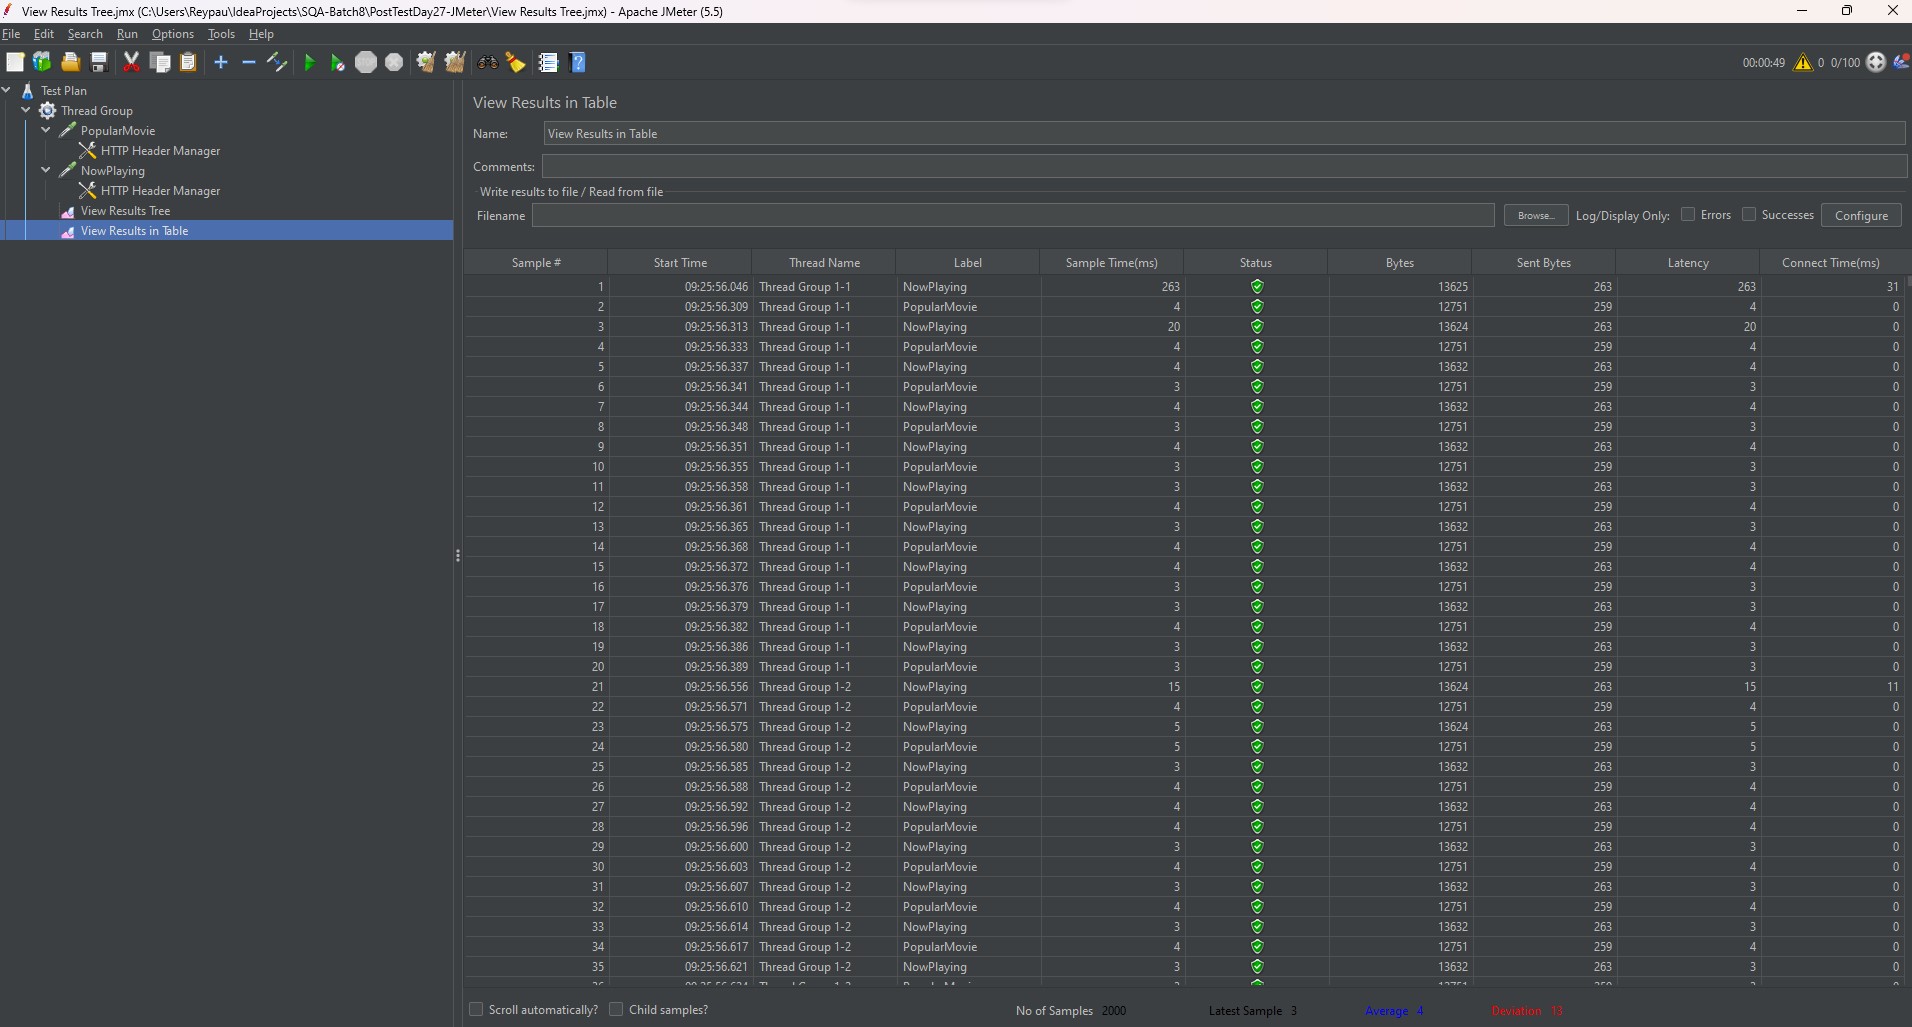 View Results Tree.jmx (C:\Users\Reypau\IdeaProjects\SQA-Batch8\PostTestDay27-JMeter\View Results Tree.jmx) - Apache JMeter (5.5)
File Edit Search Run Options Tools Help
00:00:49 0 0/100
Test Plan
Thread Group
PopularMovie
HTTP Header Manager
NowPlaying
HTTP Header Manager
View Results Tree
View Results in Table
View Results in Table
Name: View Results in Table
Comments:
Write results to file / Read from file
Filename Browse... Log/Display Only: Errors Successes Configure
Sample # Start Time Thread Name Label Sample Time(ms) Status Bytes Sent Bytes Latency Connect Time(ms)
1 09:25:56.046 Thread Group 1-1 NowPlaying 263 13625 263 263 31
2 09:25:56.309 Thread Group 1-1 PopularMovie 4 12751 259 4 0
3 09:25:56.313 Thread Group 1-1 NowPlaying 20 13624 263 20 0
4 09:25:56.333 Thread Group 1-1 PopularMovie 4 12751 259 4 0
5 09:25:56.337 Thread Group 1-1 NowPlaying 4 13632 263 4 0
6 09:25:56.341 Thread Group 1-1 PopularMovie 3 12751 259 3 0
7 09:25:56.344 Thread Group 1-1 NowPlaying 4 13632 263 4 0
8 09:25:56.348 Thread Group 1-1 PopularMovie 3 12751 259 3 0
9 09:25:56.351 Thread Group 1-1 NowPlaying 4 13632 263 4 0
10 09:25:56.355 Thread Group 1-1 PopularMovie 3 12751 259 3 0
11 09:25:56.358 Thread Group 1-1 NowPlaying 3 13632 263 3 0
12 09:25:56.361 Thread Group 1-1 PopularMovie 4 12751 259 4 0
13 09:25:56.365 Thread Group 1-1 NowPlaying 3 13632 263 3 0
14 09:25:56.368 Thread Group 1-1 PopularMovie 4 12751 259 4 0
15 09:25:56.372 Thread Group 1-1 NowPlaying 4 13632 263 4 0
16 09:25:56.376 Thread Group 1-1 PopularMovie 3 12751 259 3 0
17 09:25:56.379 Thread Group 1-1 NowPlaying 3 13632 263 3 0
18 09:25:56.382 Thread Group 1-1 PopularMovie 4 12751 259 4 0
19 09:25:56.386 Thread Group 1-1 NowPlaying 3 13632 263 3 0
20 09:25:56.389 Thread Group 1-1 PopularMovie 3 12751 259 3 0
21 09:25:56.556 Thread Group 1-2 NowPlaying 15 13624 263 15 11
22 09:25:56.571 Thread Group 1-2 PopularMovie 4 12751 259 4 0
23 09:25:56.575 Thread Group 1-2 NowPlaying 5 13624 263 5 0
24 09:25:56.580 Thread Group 1-2 PopularMovie 5 12751 259 5 0
25 09:25:56.585 Thread Group 1-2 NowPlaying 3 13632 263 3 0
26 09:25:56.588 Thread Group 1-2 PopularMovie 4 12751 259 4 0
27 09:25:56.592 Thread Group 1-2 NowPlaying 4 13632 263 4 0
28 09:25:56.596 Thread Group 1-2 PopularMovie 4 12751 259 4 0
29 09:25:56.600 Thread Group 1-2 NowPlaying 3 13632 263 3 0
30 09:25:56.603 Thread Group 1-2 PopularMovie 4 12751 259 4 0
31 09:25:56.607 Thread Group 1-2 NowPlaying 3 13632 263 3 0
32 09:25:56.610 Thread Group 1-2 PopularMovie 4 12751 259 4 0
33 09:25:56.614 Thread Group 1-2 NowPlaying 3 13632 263 3 0
34 09:25:56.617 Thread Group 1-2 PopularMovie 4 12751 259 4 0
35 09:25:56.621 Thread Group 1-2 NowPlaying 3 13632 263 3 0
Scroll automatically? Child samples? No of Samples 2000 Latest Sample 3 Average 4 Deviation 13